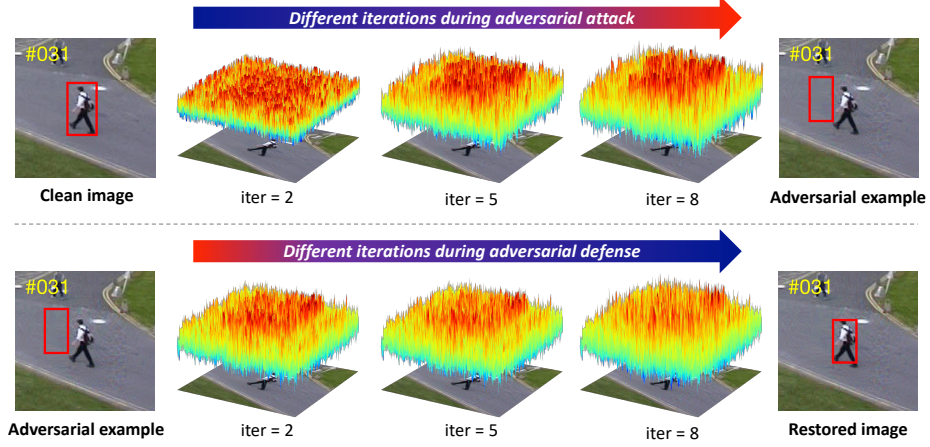 Different iterations during adversarial attack
#031
#031
Clean image
iter = 2
iter = 5
iter = 8
Adversarial example
Different iterations during adversarial defense
#031
#031
Adversarial example
iter = 2
iter = 5
iter = 8
Restored image